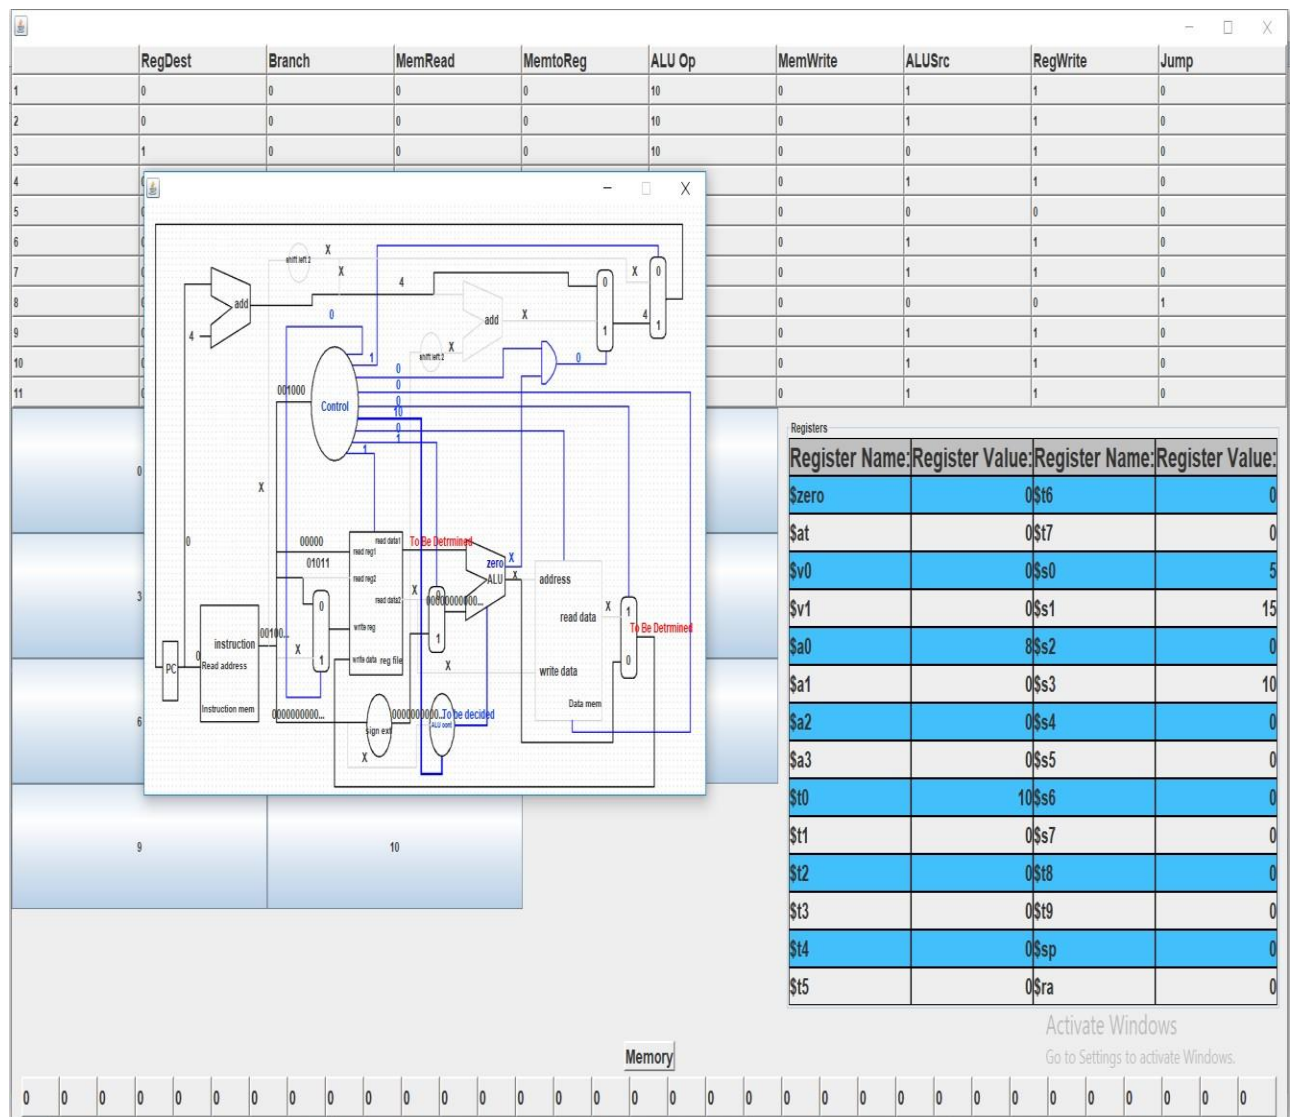 RegDest Branch MemRead MemtoReg ALU Op MemWrite ALUSrc RegWrite Jump
1 0 0 0 0 10 0 1 1 0
2 0 0 0 0 10 0 1 1 0
3 1 0 0 0 10 0 0 1 0
4 0 1 1 0
5 0 0 0 0
6 0 1 1 0
7 0 1 1 0
8 0 0 0 1
9 0 1 1 0
10 0 1 1 0
11 0 1 1 0
X
shift left 2
X
X
0
4
add
0
4
X
add
4
1
1
shift left 2
X
0
1
0
0
001000
0
Control
10
0
1
1
X
0
00000
read data1
To Be Detrmined
read reg1
01011
zero X
read reg2
ALU X
address
X
0
read data2
0
00000000000...
read data
X
1
write reg
To Be Detrmined
00100...
instruction
X
1
1
0
PC
0
Read address
write data reg file
X
write data
0
Instruction mem
Data mem
0000000000...
0000000000...
To be decided
sign ext
ALU cont
X
0
3
6
9 10
Registers
Register Name: Register Value: Register Name: Register Value:
$zero 0 $t6 0
$at 0 $t7 0
$v0 0 $s0 5
$v1 0 $s1 15
$a0 8 $s2 0
$a1 0 $s3 10
$a2 0 $s4 0
$a3 0 $s5 0
$t0 10 $s6 0
$t1 0 $s7 0
$t2 0 $t8 0
$t3 0 $t9 0
$t4 0 $sp 0
$t5 0 $ra 0
Activate Windows
Go to Settings to activate Windows.
Memory
0 0 0 0 0 0 0 0 0 0 0 0 0 0 0 0 0 0 0 0 0 0 0 0 0 0 0 0 0 0 0 0 0